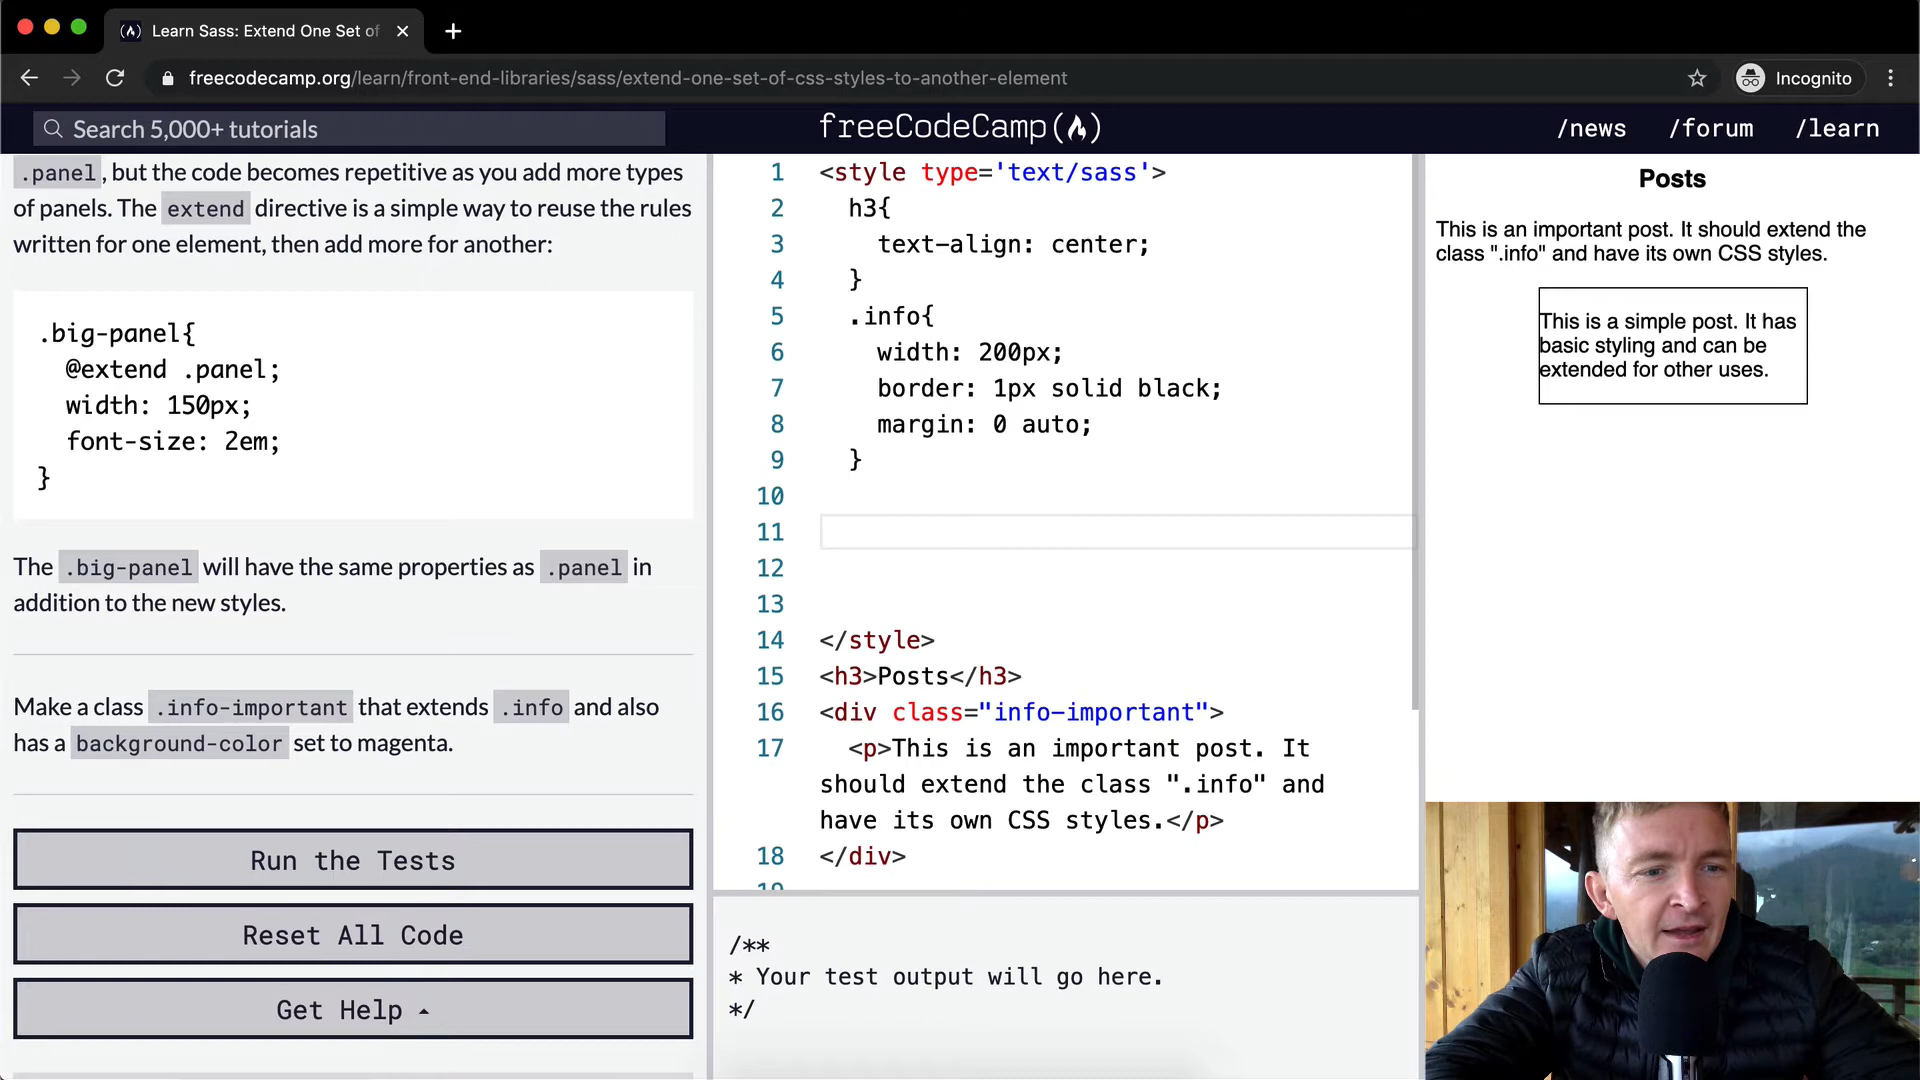 Learn Sass: Extend One Set of
freecodecamp.org/learn/front-end-libraries/sass/extend-one-set-of-css-styles-to-another-element
Incognito
Search 5,000+ tutorials
freeCodeCamp
/news
/forum
/learn
.panel, but the code becomes repetitive as you add more types
of panels. The extend directive is a simple way to reuse the rules
written for one element, then add more for another:
.big-panel{
@extend .panel;
width: 150px;
font-size: 2em;
}
The .big-panel will have the same properties as .panel in
addition to the new styles.
Make a class .info-important that extends .info and also
has a background-color set to magenta.
Run the Tests
Reset All Code
Get Help
1 <style type='text/sass'>
2 h3{
3 text-align: center;
4 }
5 .info{
6 width: 200px;
7 border: 1px solid black;
8 margin: 0 auto;
9 }
10
11
12
13
14 </style>
15 <h3>Posts</h3>
16 <div class="info-important">
17 <p>This is an important post. It
should extend the class ".info" and
have its own CSS styles.</p>
18 </div>
/**
* Your test output will go here.
*/
Posts
This is an important post. It should extend the
class ".info" and have its own CSS styles.
This is a simple post. It has
basic styling and can be
extended for other uses.